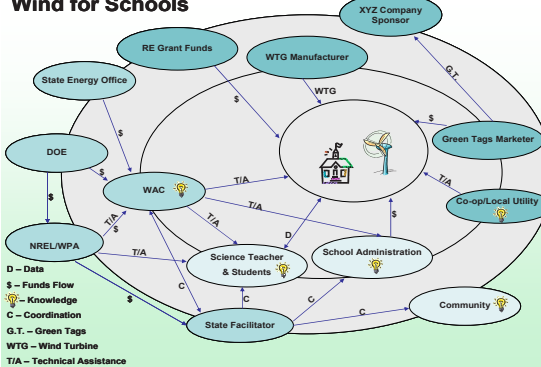 Wind for Schools
XYZ Company
Sponsor
RE Grant Funds
WTG Manufacturer
State Energy Office
G.T.
WTG
$
$
$
Green Tags Marketer
DOE
$
T/A
WAC
T/A
Co-op/Local Utility
$
T/A
$
T/A
$
T/A
D
NREL/WPA
T/A
School Administration
Science Teacher
& Students
D – Data
$ – Funds Flow
– Knowledge
C
$
C
C
C
Community
C – Coordination
State Facilitator
G.T. – Green Tags
WTG – Wind Turbine
T/A – Technical Assistance